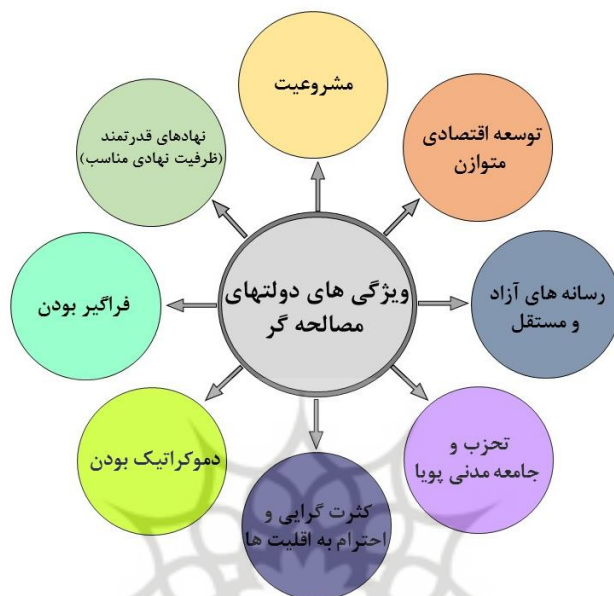 مشروعیت
توسعه اقتصادی
متوازن
رسانه های آزاد
و مستقل
تحزب و
جامعه مدنی پویا
کثرت گرایی و
احترام به اقلیت ها
دموکراتیک بودن
فراگیر بودن
نهادهای قدرتمند
(ظرفیت نهادی مناسب)
ویژگی های دولتهای
مصالحه گر